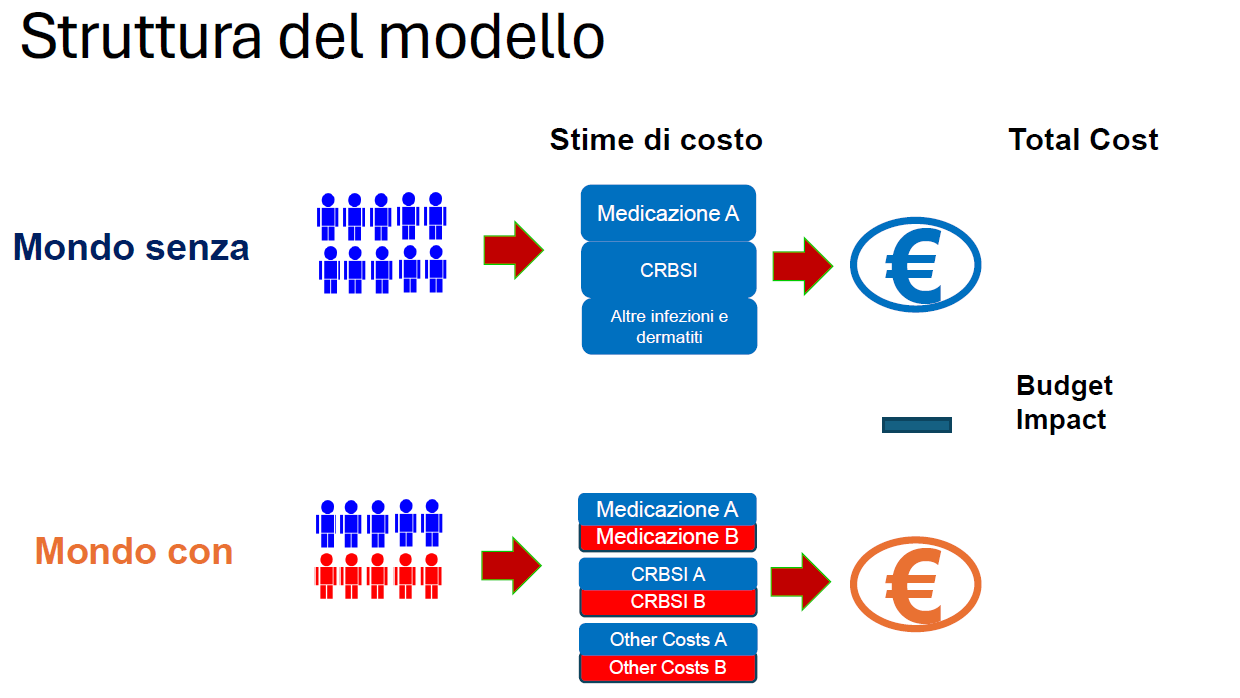 Struttura del modello
Stime di costo
Total Cost
Mondo senza
Medicazione A
CRBSI
Altre infezioni e
dermatiti
€
Budget
Impact
Mondo con
Medicazione A
Medicazione B
CRBSI A
CRBSI B
Other Costs A
Other Costs B
€